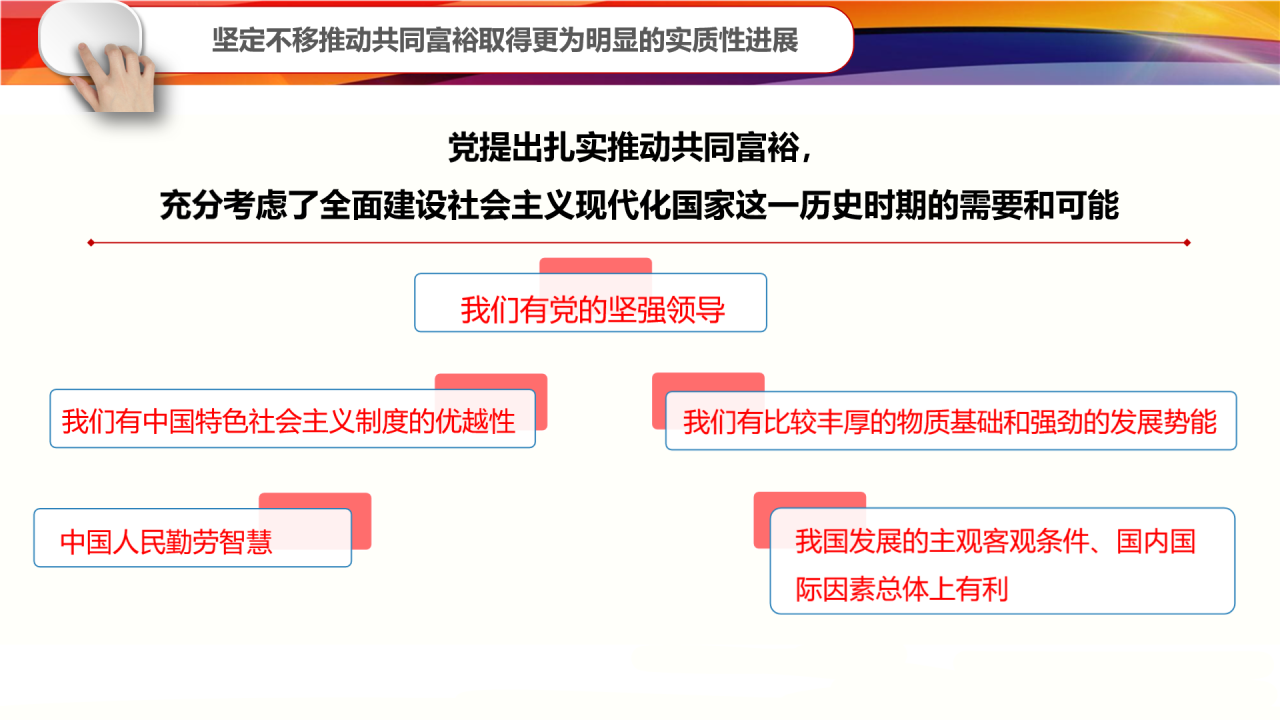 坚定不移推动共同富裕取得更为明显的实质性进展
党提出扎实推动共同富裕，
充分考虑了全面建设社会主义现代化国家这一历史时期的需要和可能
我们有党的坚强领导
我们有中国特色社会主义制度的优越性
我们有比较丰厚的物质基础和强劲的发展势能
中国人民勤劳智慧
我国发展的主观客观条件、国内国
际因素总体上有利